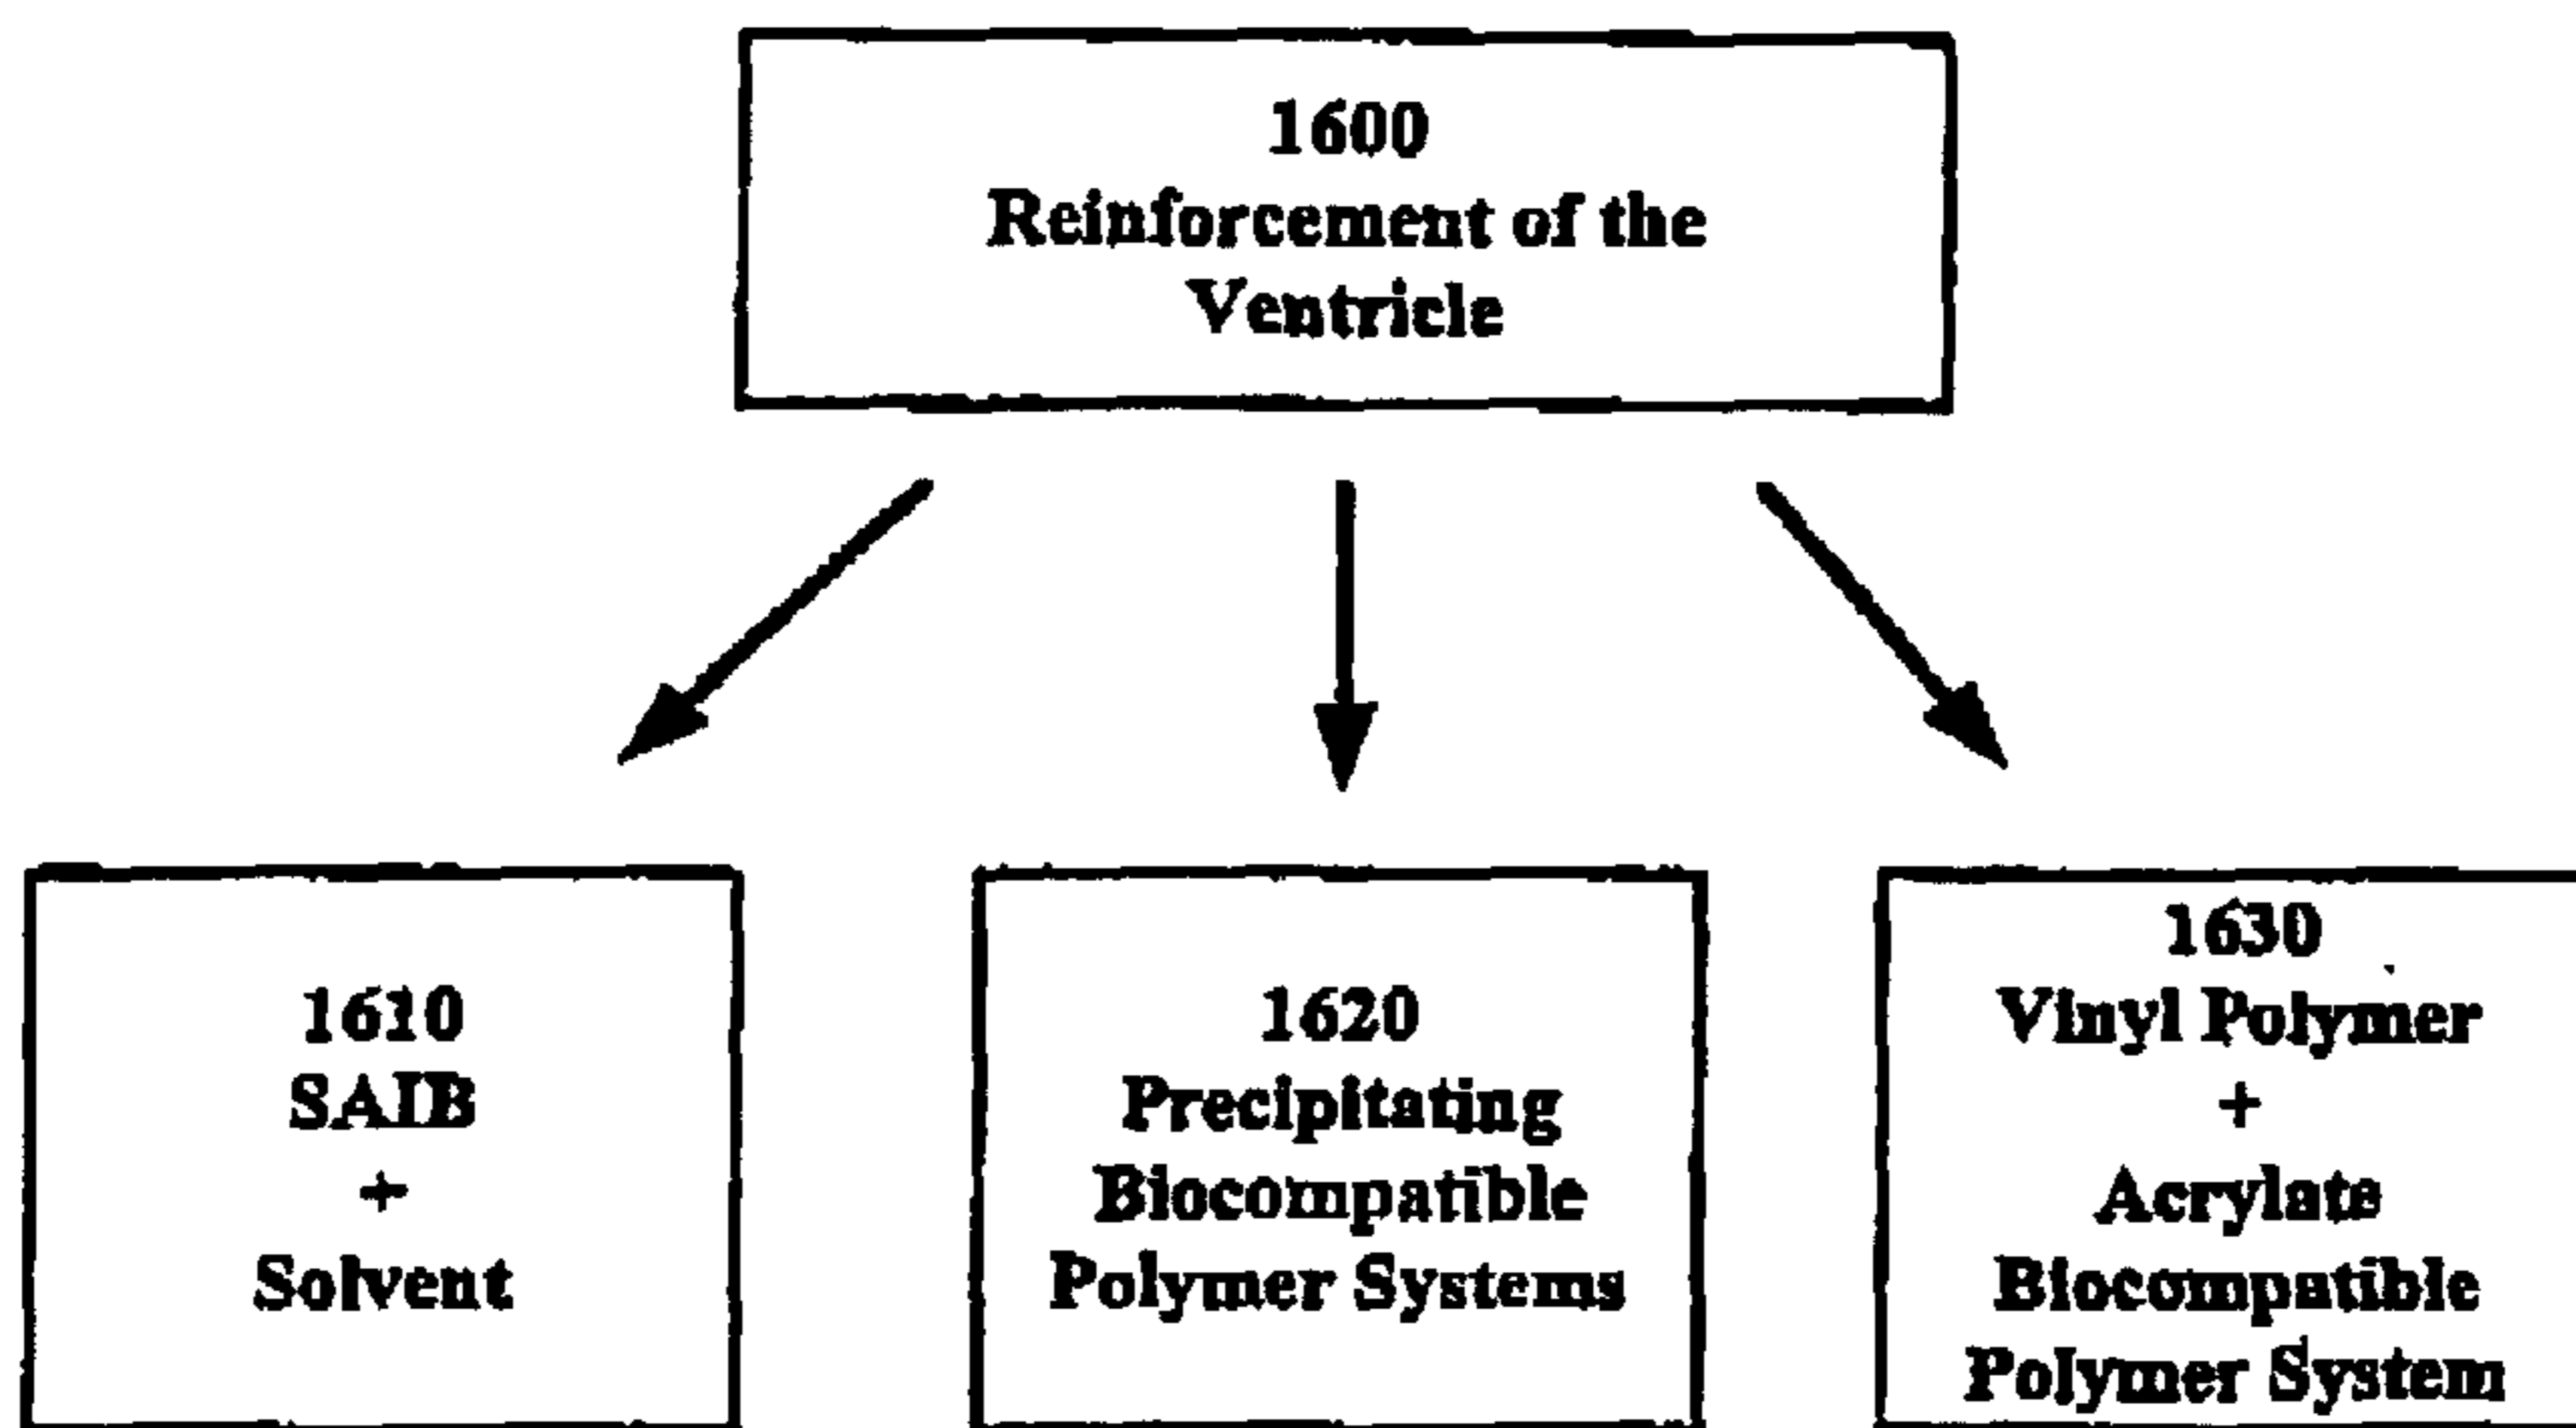 1600
Reinforcement of the
Ventricle
1610
SAIB
+
Solvent
1620
Precipitating
Biocompatible
Polymer Systems
1630
Vinyl Polymer
+
Acrylate
Biocompatible
Polymer System